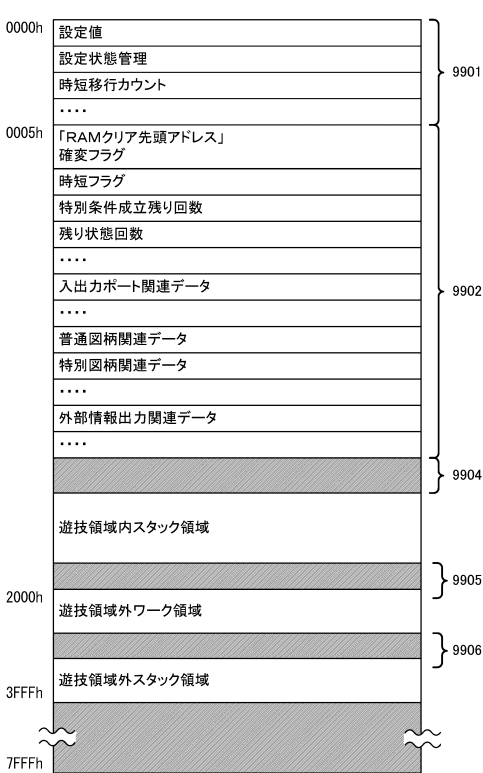 0000h
設定値
設定状態管理
時短移行カウント
････
9901
0005h
「RAMクリア先頭アドレス」
確変フラグ
時短フラグ
特別条件成立残り回数
残り状態回数
････
入出力ポート関連データ
････
普通図柄関連データ
特別図柄関連データ
････
外部情報出力関連データ
････
9902
9904
遊技領域内スタック領域
9905
2000h
遊技領域外ワーク領域
9906
遊技領域外スタック領域
3FFFh
7FFFh